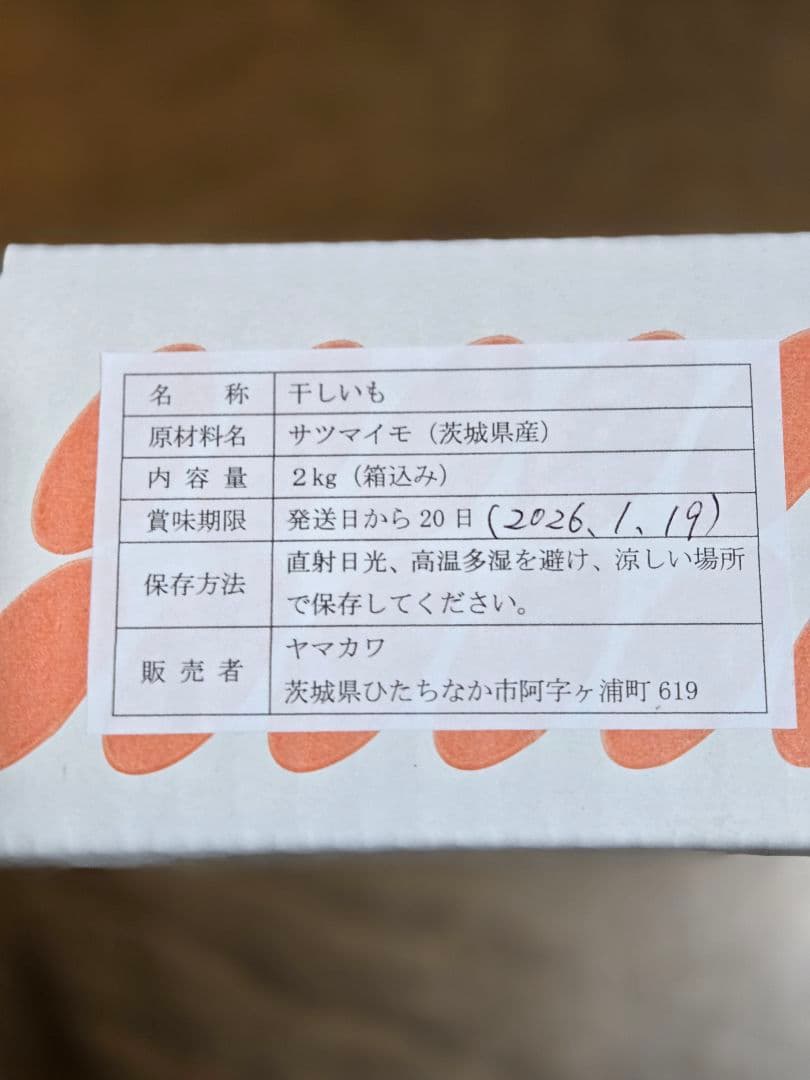 名称 干しいも
原材料名 サツマイモ（茨城県産）
内容量 2kg（箱込み）
賞味期限 発送日から20日 (2026、1、19)
保存方法 直射日光、高温多湿を避け、涼しい場所
で保存してください。
販売者 ヤマカワ
茨城県ひたちなか市阿字ヶ浦町619